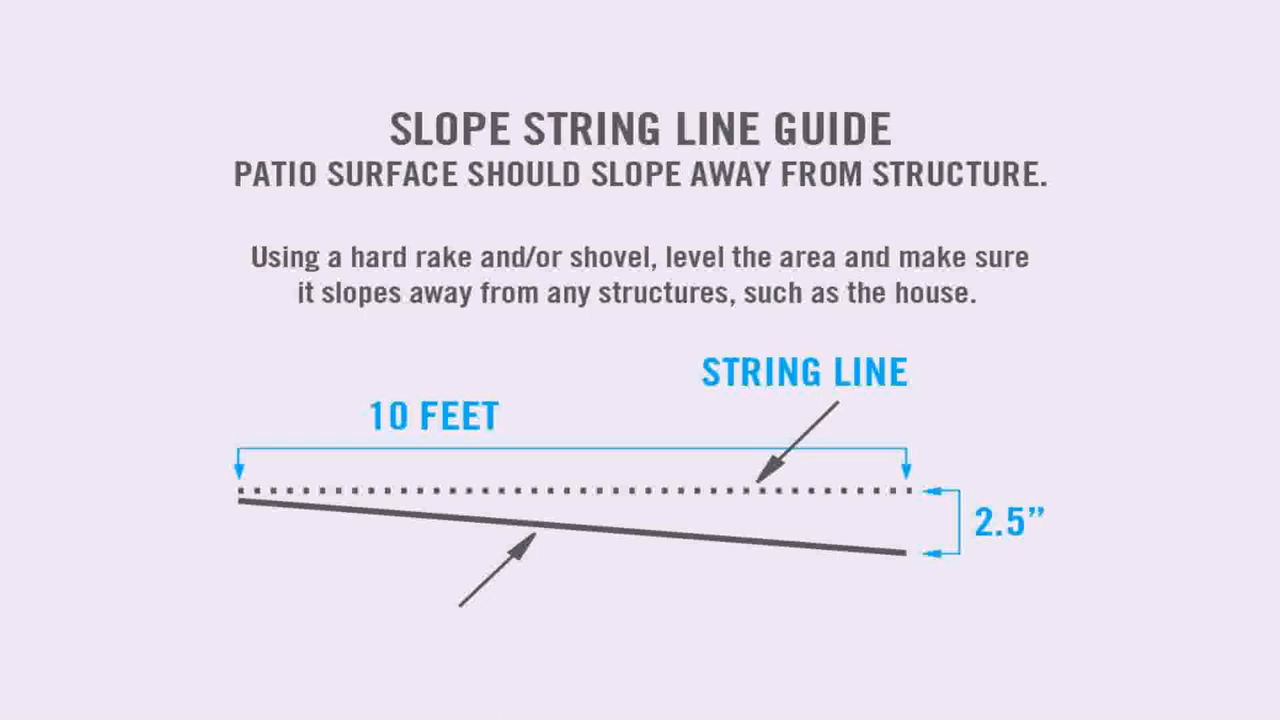 SLOPE STRING LINE GUIDE
PATIO SURFACE SHOULD SLOPE AWAY FROM STRUCTURE.
Using a hard rake and/or shovel, level the area and make sure
it slopes away from any structures, such as the house.
STRING LINE
10 FEET
2.5”